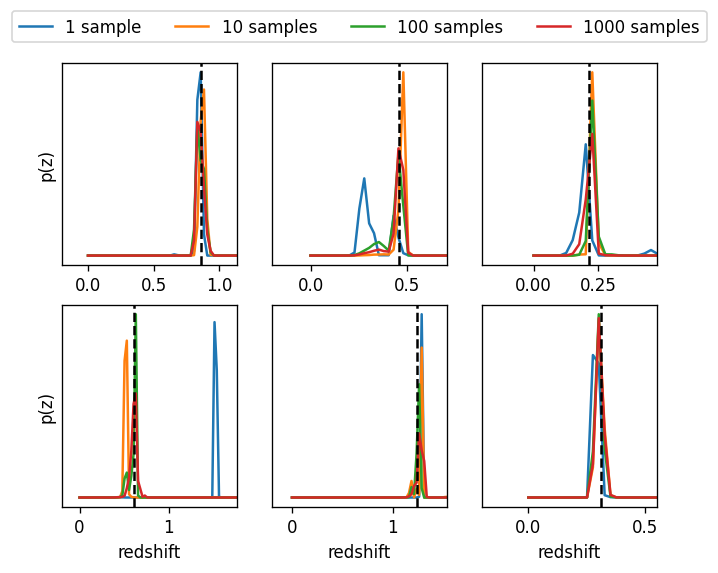 1 sample 10 samples 100 samples 1000 samples
p(z)
0.0 0.5 1.0 0.0 0.5 0.00 0.25
p(z)
0 1 0 1 0.0 0.5
redshift redshift redshift